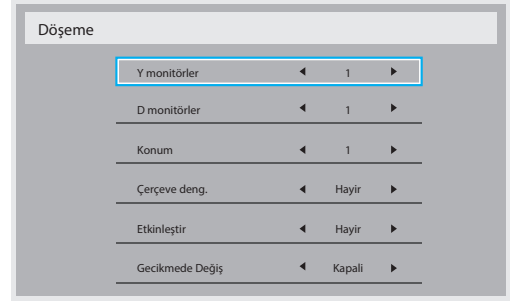 Döşeme
Y monitörler 1
D monitörler 1
Konum 1
Çerçeve deng. Hayir
Etkinleştir Hayir
Gecikmede Değiş Kapali